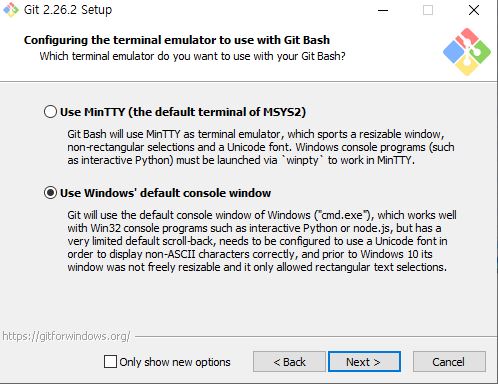 Git 2.26.2 Setup
Configuring the terminal emulator to use with Git Bash
Which terminal emulator do you want to use with your Git Bash?
Use MinTTY (the default terminal of MSYS2)
Git Bash will use MinTTY as terminal emulator, which sports a resizable window,
non-rectangular selections and a Unicode font. Windows console programs (such
as interactive Python) must be launched via `winpty` to work in MinTTY.
Use Windows' default console window
Git will use the default console window of Windows ("cmd.exe"), which works well
with Win32 console programs such as interactive Python or node.js, but has a
very limited default scroll-back, needs to be configured to use a Unicode font in
order to display non-ASCII characters correctly, and prior to Windows 10 its
window was not freely resizable and it only allowed rectangular text selections.
https://gitforwindows.org/
Only show new options
< Back
Next >
Cancel